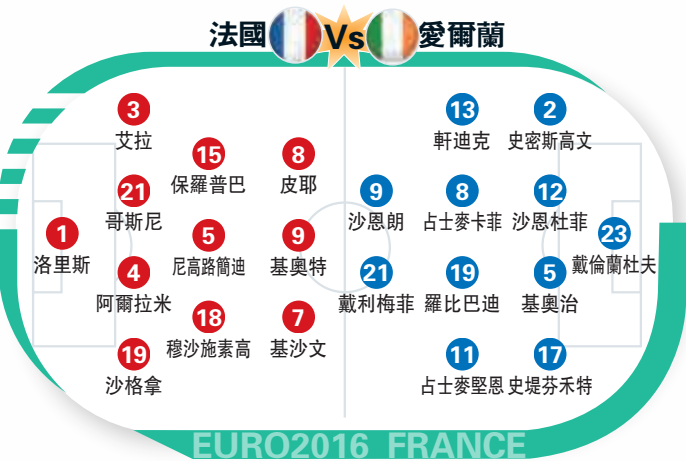 法國 Vs 愛爾蘭
3
艾拉
21
哥斯尼
1
洛里斯
4
阿爾拉米
19
沙格拿
15
保羅普巴
5
尼高路簡迪
18
穆沙施素高
8
皮耶
9
基奧特
7
基沙文
9
沙恩朗
21
戴利梅菲
13
軒迪克
8
占士麥卡菲
19
羅比巴迪
11
占士麥堅恩
2
史密斯高文
12
沙恩杜菲
5
基奧治
17
史堤芬禾特
23
戴倫蘭杜夫
EURO2016 FRANCE